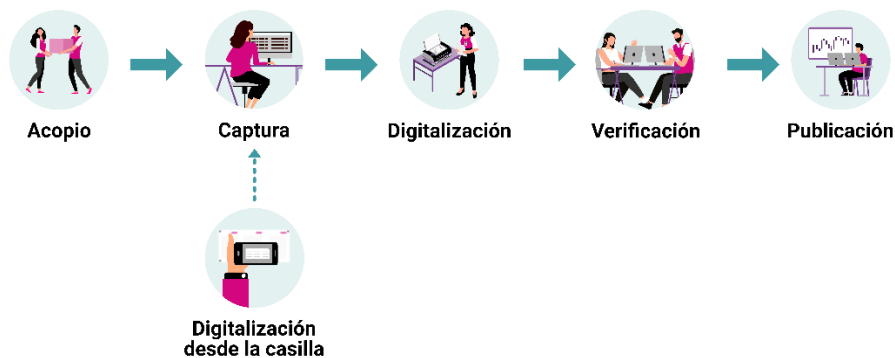 Acopio
Captura
Digitalización
Verificación
Publicación
Digitalización
desde la casilla